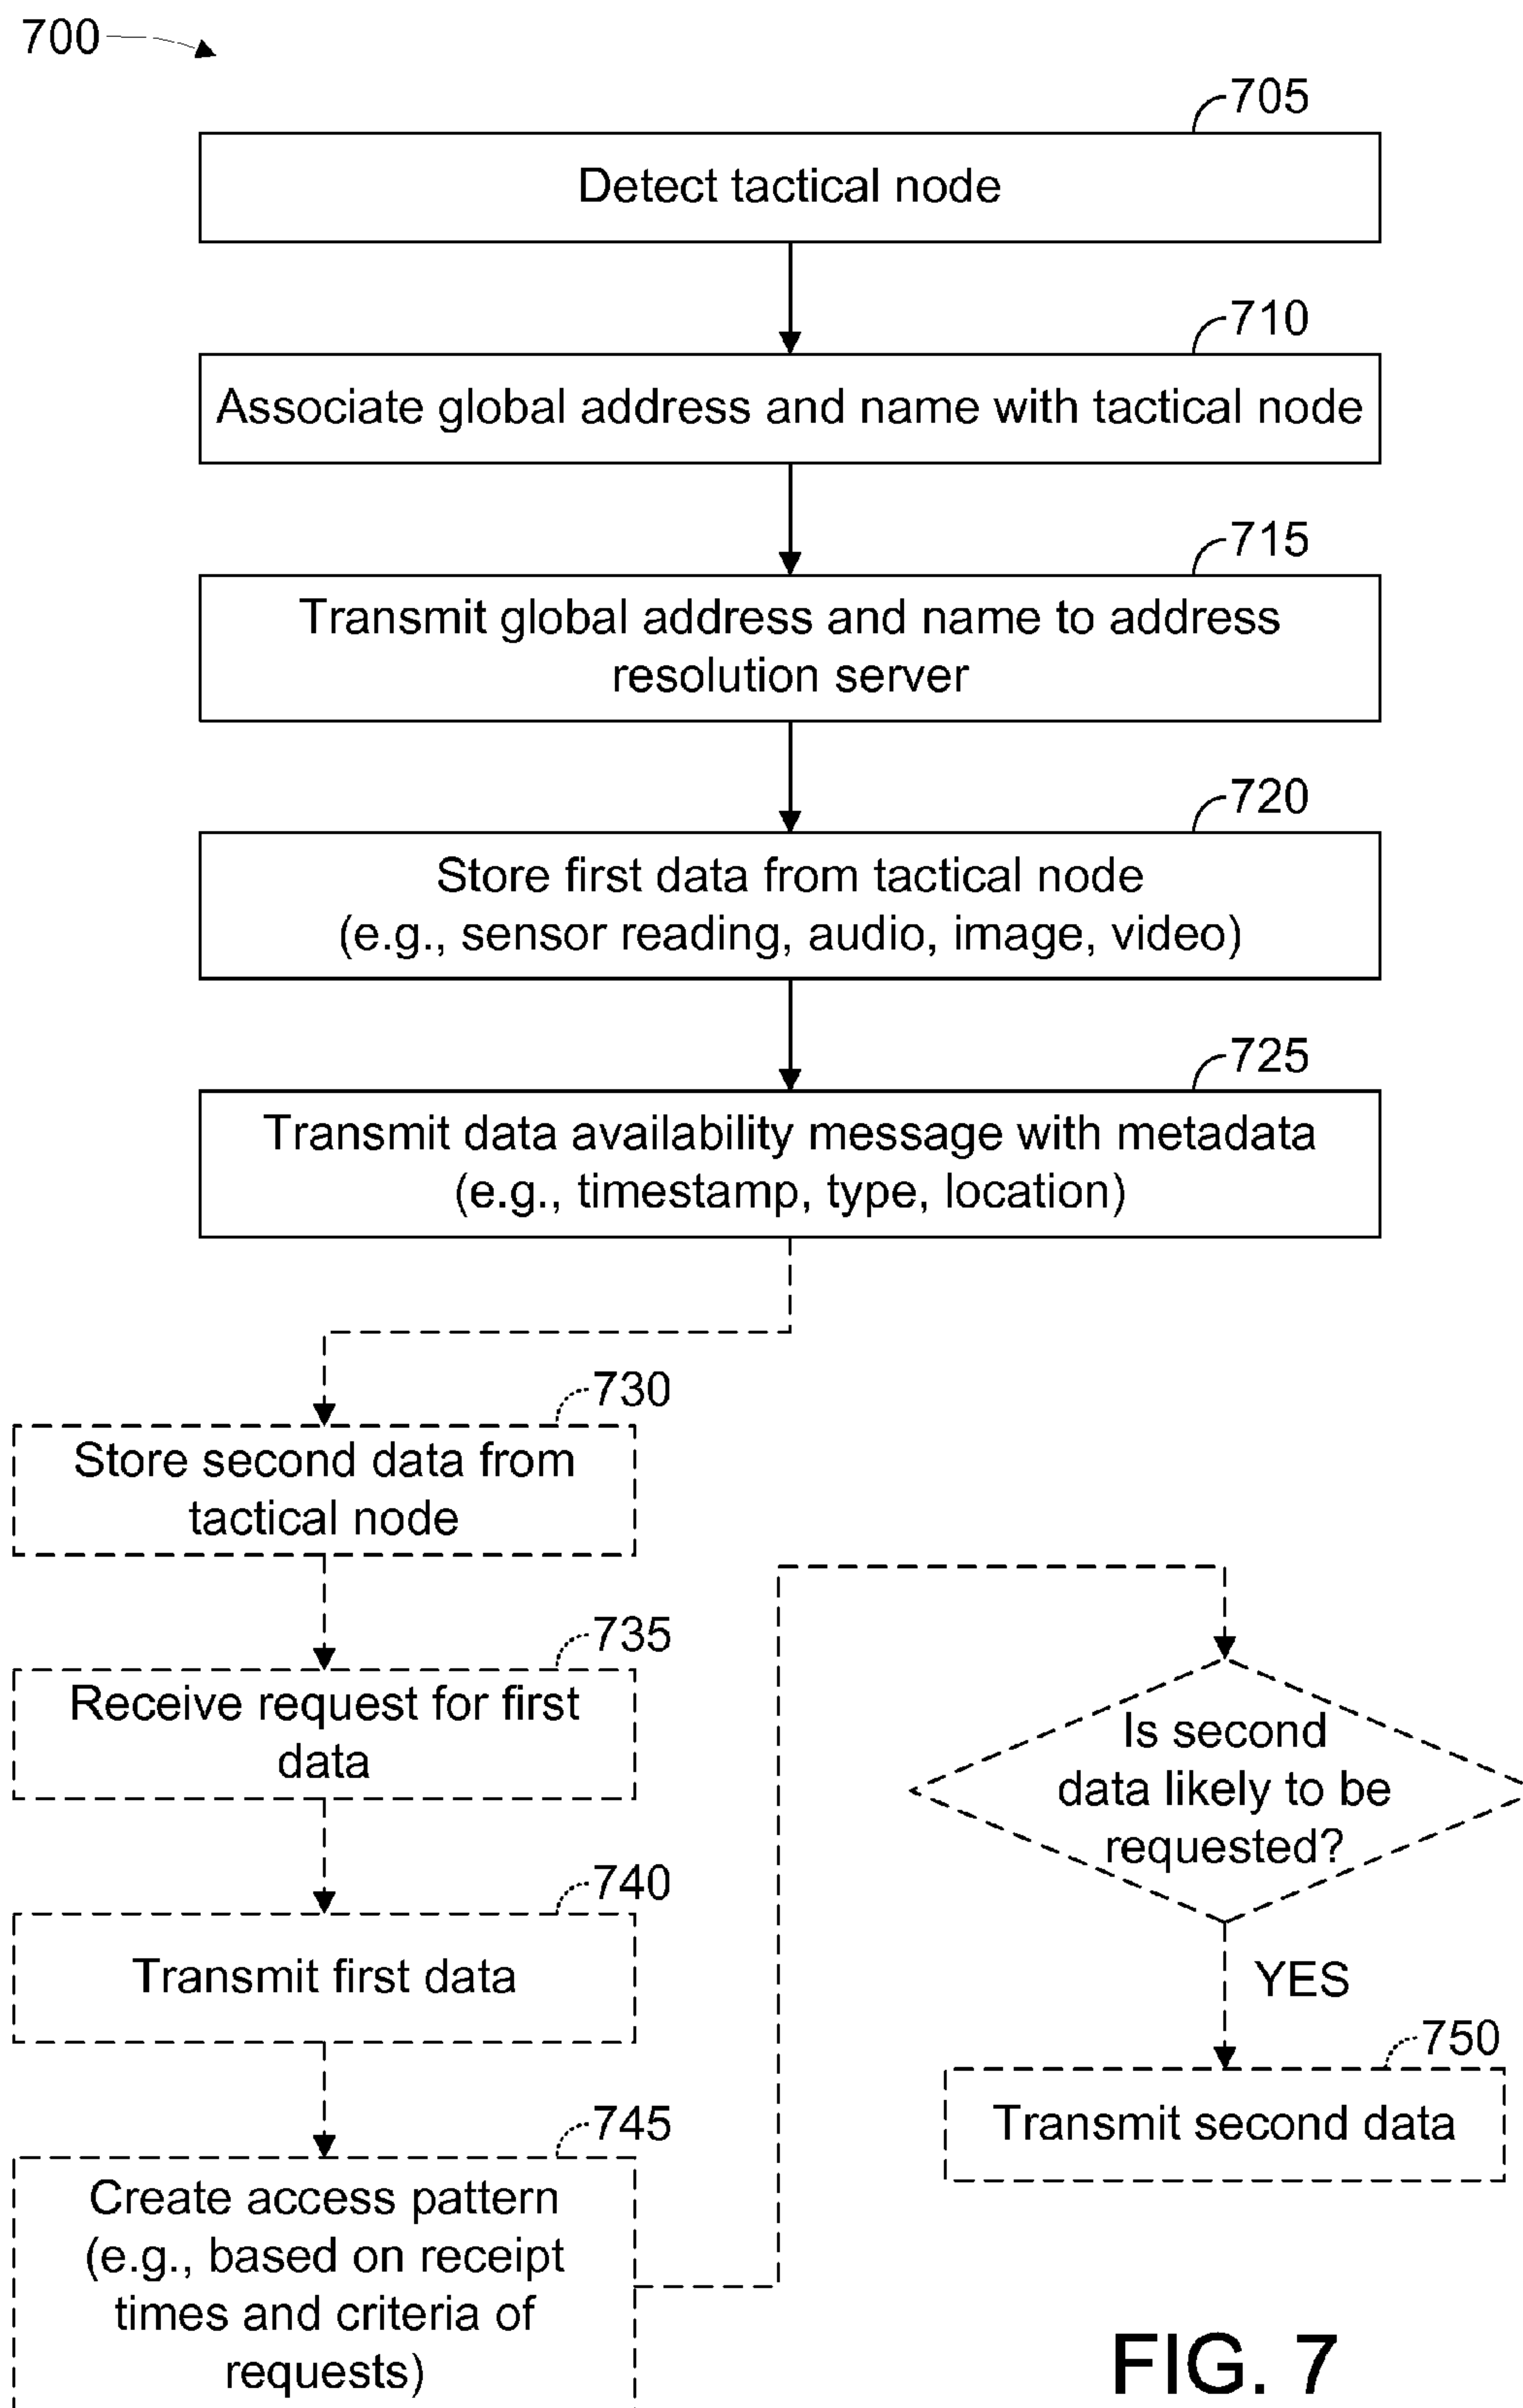 700
705
Detect tactical node
710
Associate global address and name with tactical node
715
Transmit global address and name to address
resolution server
720
Store first data from tactical node
(e.g., sensor reading, audio, image, video)
725
Transmit data availability message with metadata
(e.g., timestamp, type, location)
730
Store second data from
tactical node
735
Receive request for first
data
740
Transmit first data
745
Create access pattern
(e.g., based on receipt
times and criteria of
requests)
Is second
data likely to be
requested?
YES
750
Transmit second data
FIG. 7